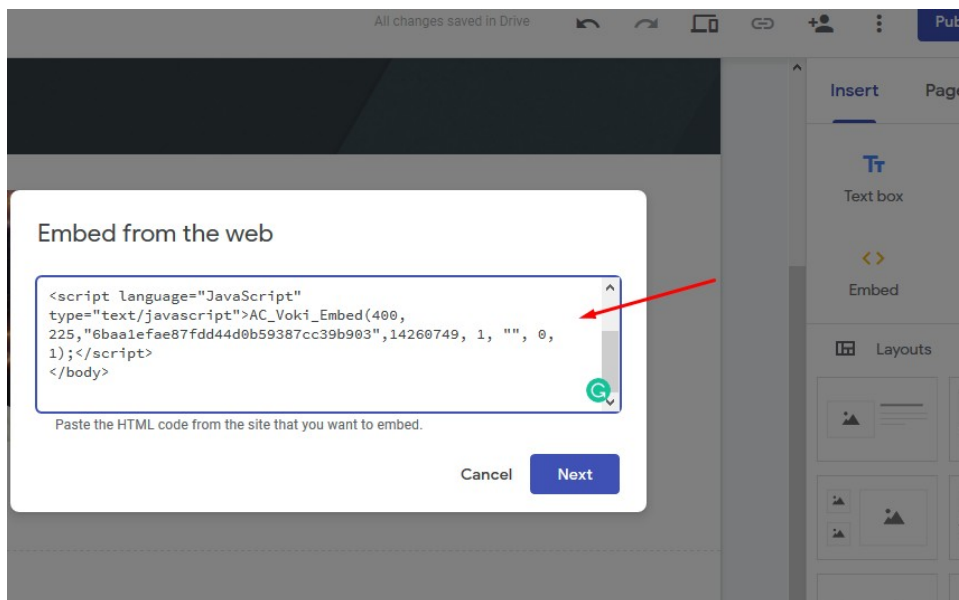 All changes saved in Drive
Pub
Insert Page
Tт
Text box
Embed from the web
<script language="JavaScript"
type="text/javascript">AC_Voki_Embed(400,
225,"6baa1efae87fdd44d0b59387cc39b903",14260749, 1, "", 0,
1);</script>
</body>
<>
Embed
Layouts
Paste the HTML code from the site that you want to embed.
Cancel Next